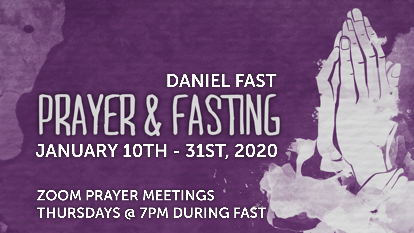 DANIEL FAST
PRAYER & FASTING
JANUARY 10TH - 31ST, 2020
ZOOM PRAYER MEETINGS
THURSDAYS @ 7PM DURING FAST